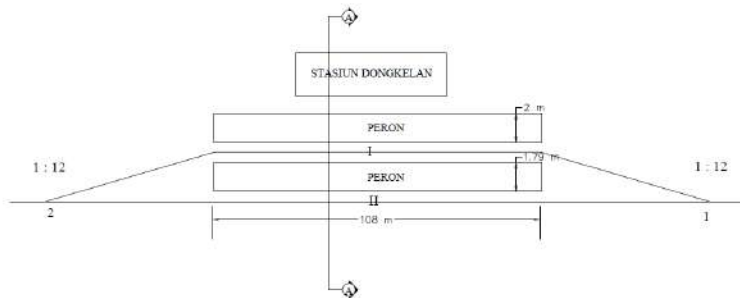 A
STASIUN DONGKELAN
2 m
PERON
I
1 : 12
1,79 m
1 : 12
PERON
2
II
1
108 m
A